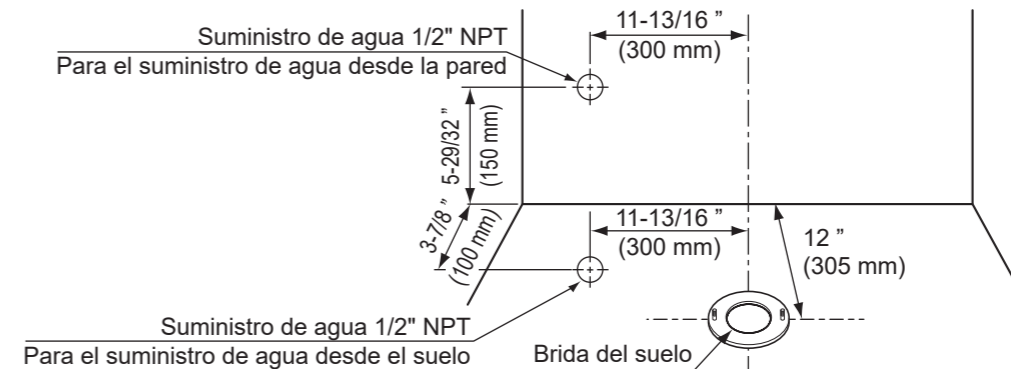 11-13/16 ”
(300 mm)
Suministro de agua 1/2" NPT
Para el suministro de agua desde la pared
5-29/32 ”
(150 mm)
3-7/8 ”
(100 mm)
11-13/16 ”
(300 mm)
12 ”
(305 mm)
Suministro de agua 1/2" NPT
Para el suministro de agua desde el suelo
Brida del suelo